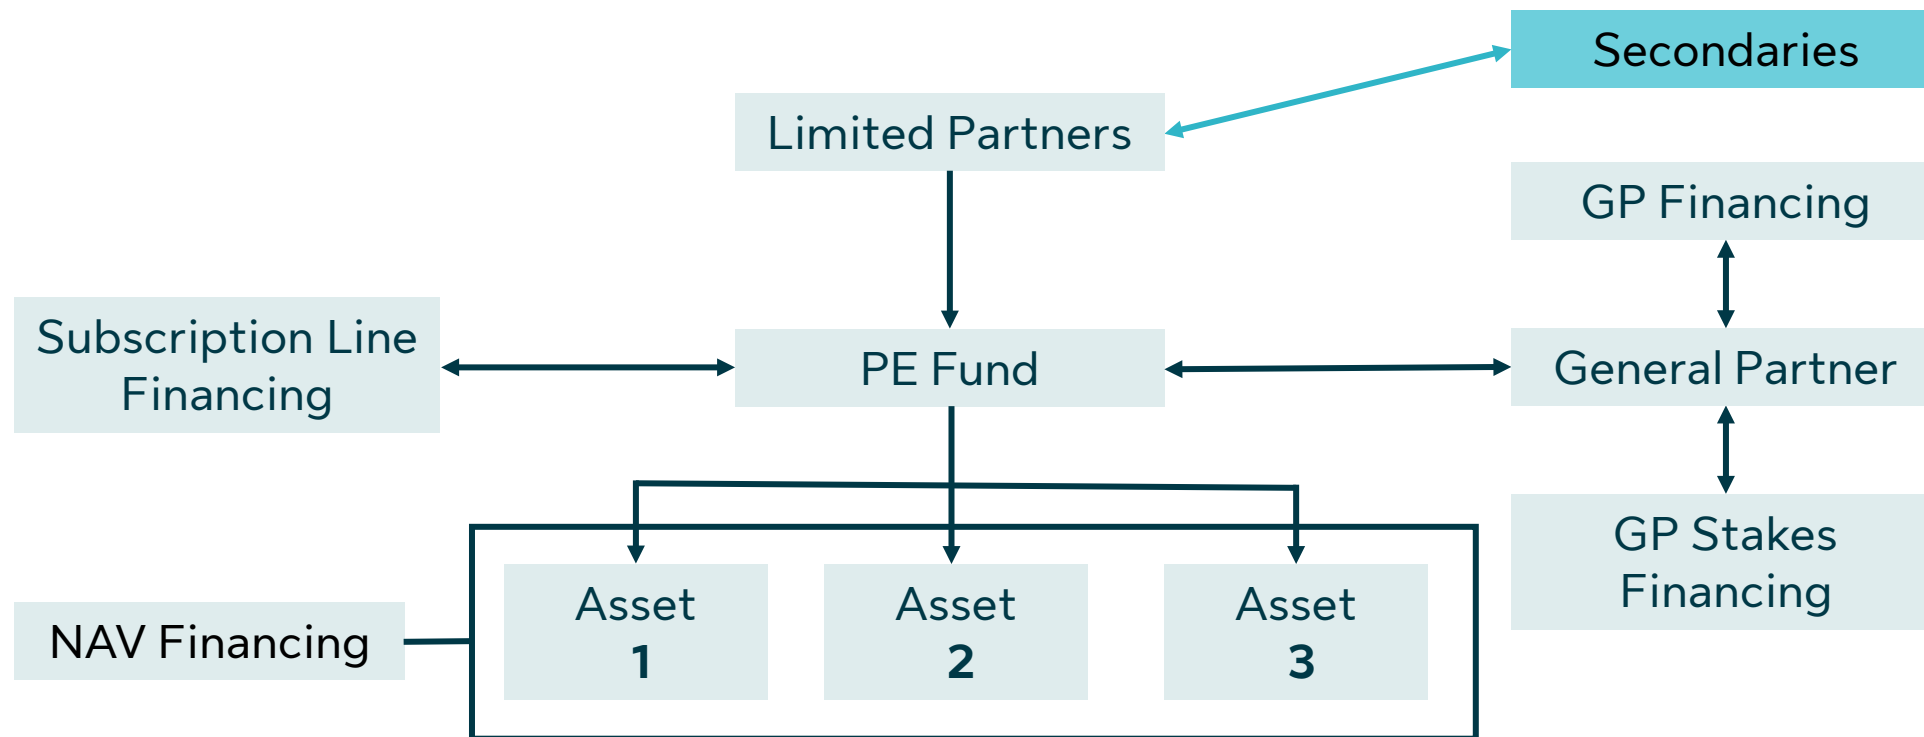 Secondaries
Limited Partners
GP Financing
Subscription Line
Financing
PE Fund
General Partner
GP Stakes
Financing
Asset
1
Asset
2
Asset
3
NAV Financing